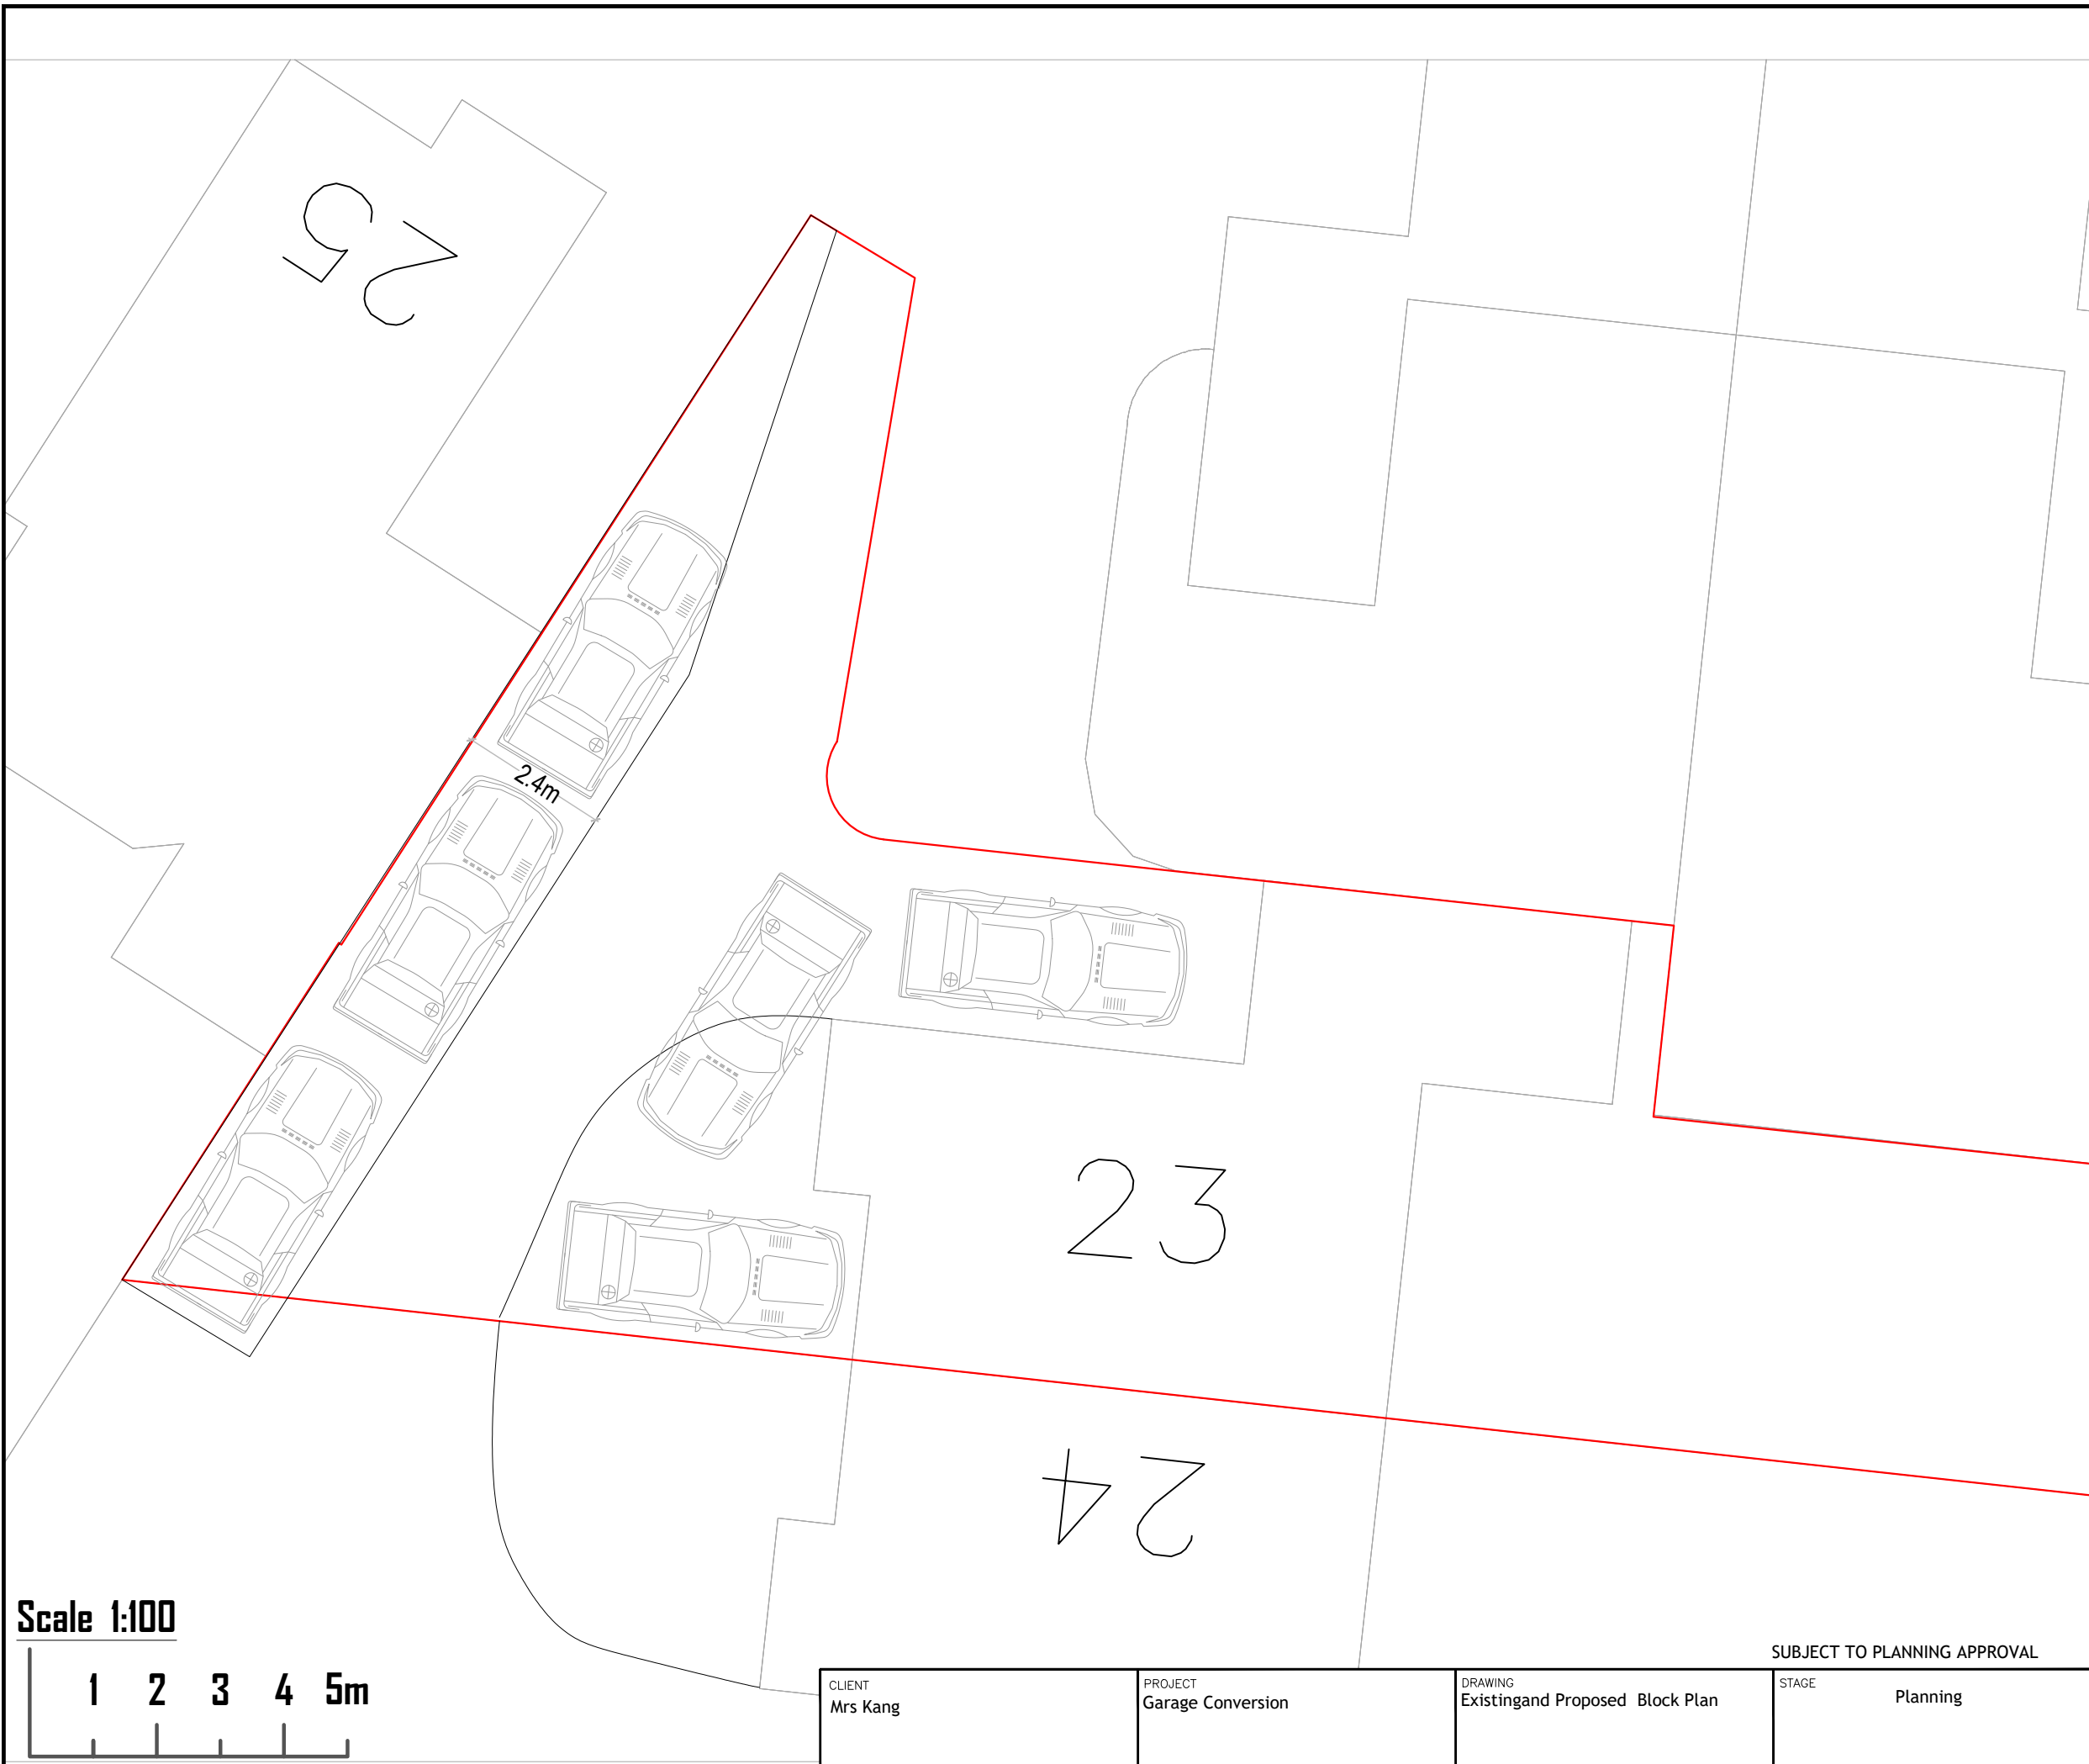 25
2.4m
23
24
Scale 1:100
1 2 3 4 5m
SUBJECT TO PLANNING APPROVAL
CLIENT
Mrs Kang
PROJECT
Garage Conversion
DRAWING
Existingand Proposed Block Plan
STAGE
Planning